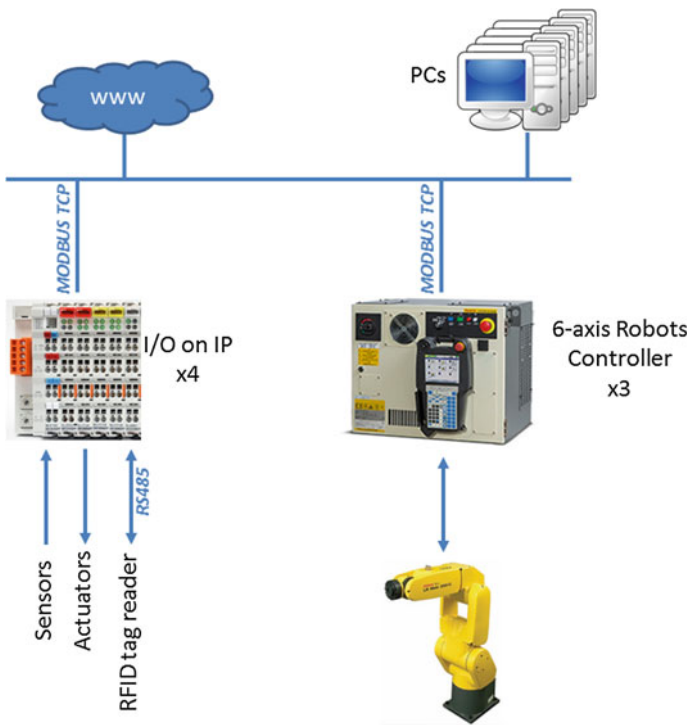 www
PCs
MODBUS TCP
MODBUS TCP
I/O on IP
x4
6-axis Robots
Controller
x3
RS485
Sensors
Actuators
RFID tag reader